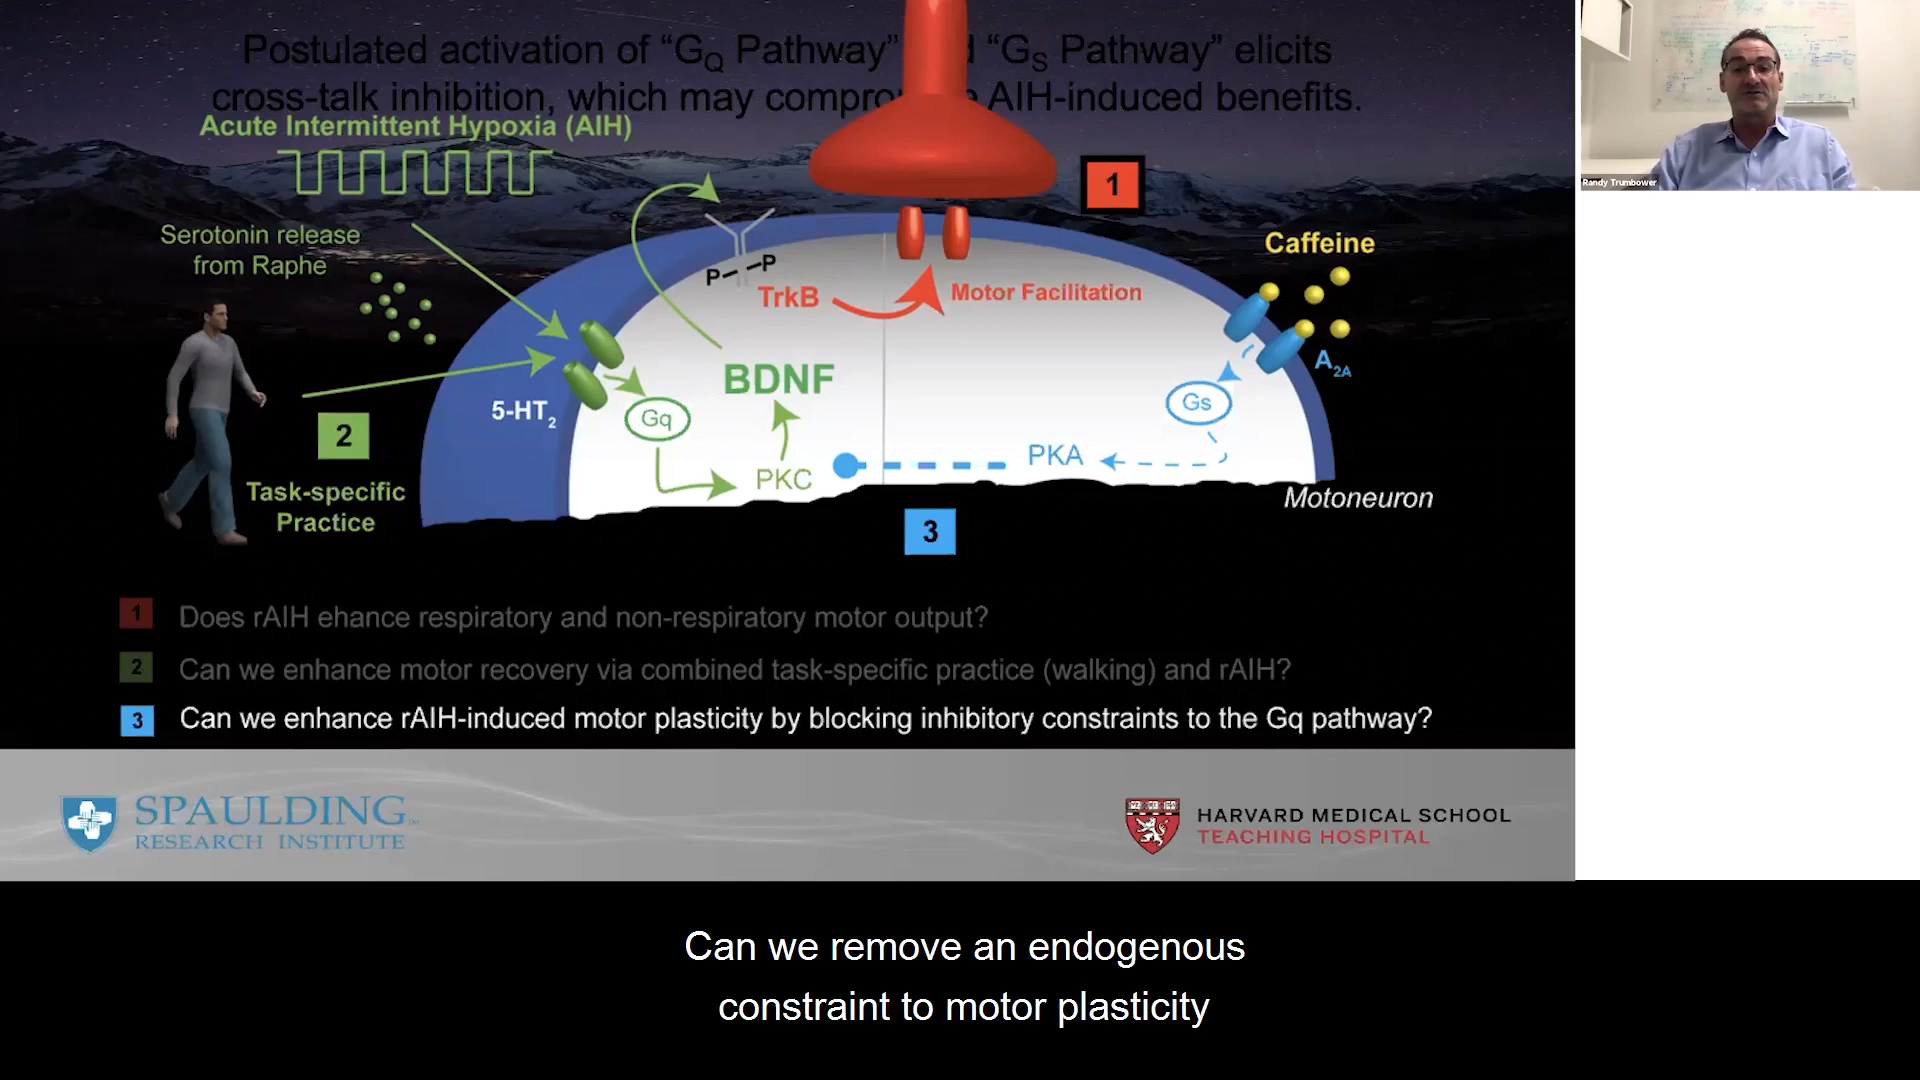 Postulated activation of “GQ Pathway” d “GS Pathway” elicits
cross-talk inhibition, which may compro e AIH-induced benefits.
Acute Intermittent Hypoxia (AIH)
Randy Trumbower
1
Serotonin release
from Raphe
Caffeine
P P
TrkB
Motor Facilitation
A2A
BDNF
5-HT2
Gq
Gs
2
PKC
PKA
Task-specific
Practice
Motoneuron
3
1 Does rAIH ehance respiratory and non-respiratory motor output?
2 Can we enhance motor recovery via combined task-specific practice (walking) and rAIH?
3 Can we enhance rAIH-induced motor plasticity by blocking inhibitory constraints to the Gq pathway?
SPAULDING™
RESEARCH INSTITUTE
HARVARD MEDICAL SCHOOL
TEACHING HOSPITAL
Can we remove an endogenous
constraint to motor plasticity